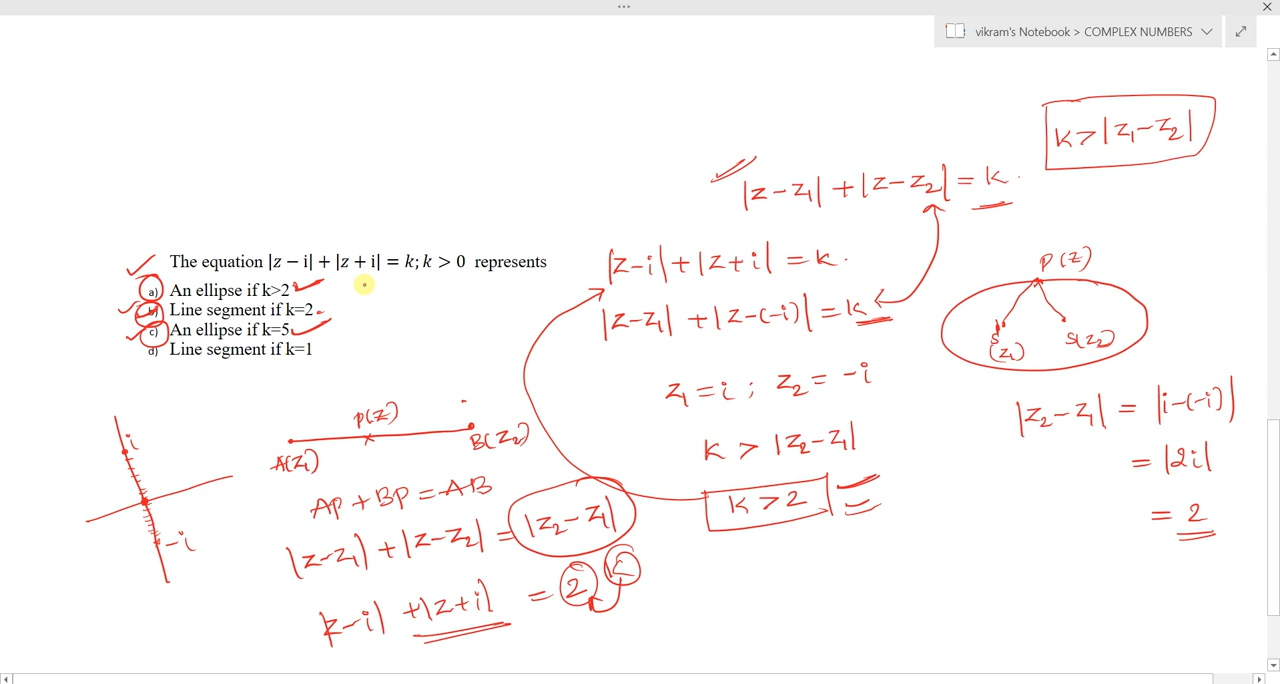 vikram's Notebook > COMPLEX NUMBERS
k > |z₁ − z₂|
|z − z₁| + |z − z₂| = k.
The equation |z − i| + |z + i| = k; k > 0 represents
a) An ellipse if k>2
b) Line segment if k=2
c) An ellipse if k=5
d) Line segment if k=1
|z − i| + |z + i| = k.
|z − z₁| + |z − (−i)| = k
z₁ = i ; z₂ = −i
k > |z₂ − z₁|
k > 2
P(z)
S
(z₁)
S(z₂)
|z₂ − z₁| = |i − (−i)|
= |2i|
= 2
i
−i
P(z)
A(z₁)
B(z₂)
AP + BP = AB
|z − z₁| + |z − z₂| = |z₂ − z₁|
|z − i| + |z + i| = 2